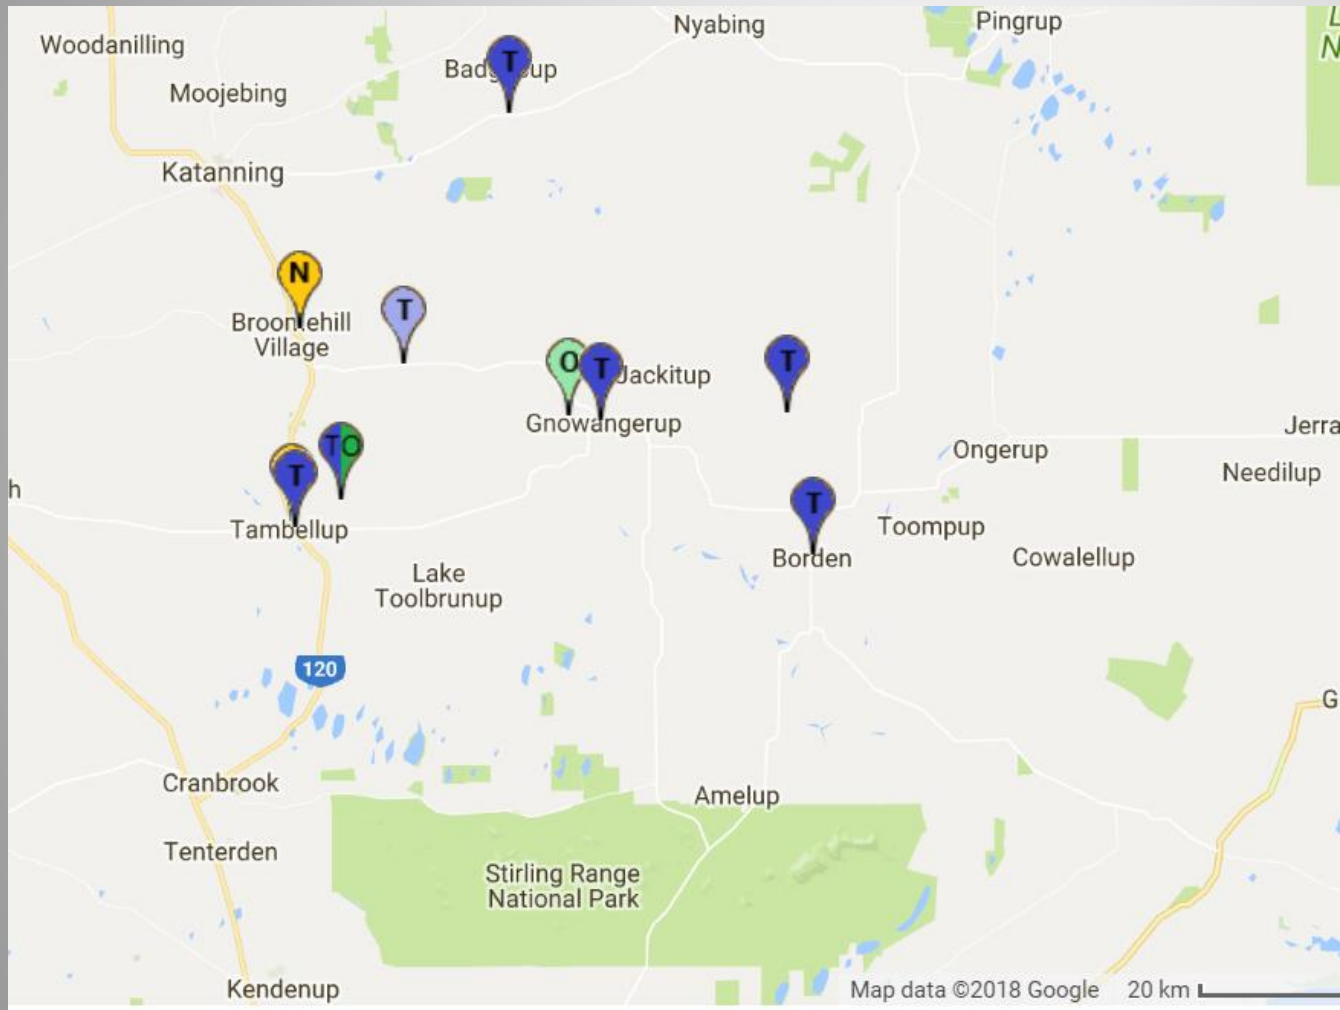 Woodanilling
Nyabing
Pingrup
Moojebing
T
Katanning
N
Broomehill
Village
T
O
T
Jackitup
Gnowangerup
T
TO
T
Tambellup
T
Borden
Ongerup
Toompup
Jerra
Needilup
Cowalellup
h
Lake
Toolbrunup
120
G
Cranbrook
Amelup
Tenterden
Stirling Range
National Park
Kendenup
Map data ©2018 Google
20 km